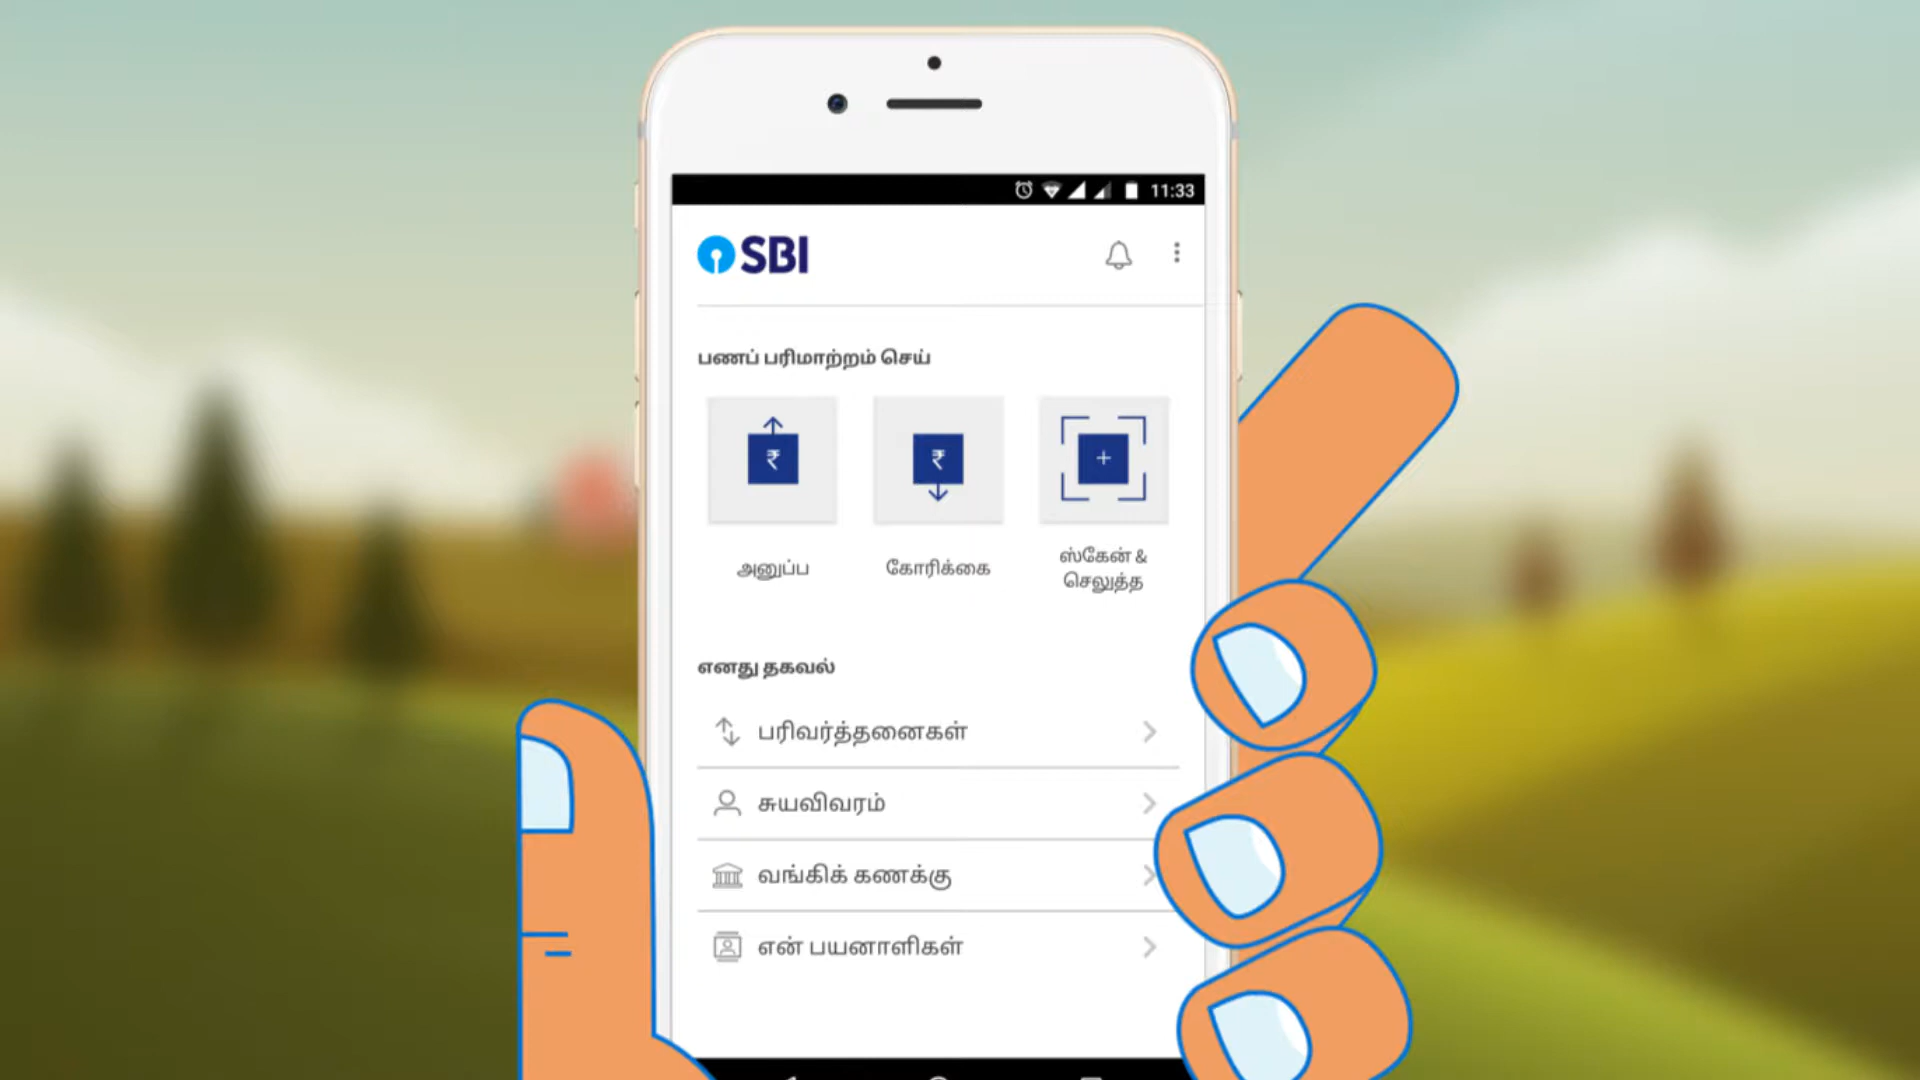 11:33
SBI
பணப் பரிமாற்றம் செய்
₹
₹
அனுப்ப
கோரிக்கை
ஸ்கேன் &
செலுத்த
எனது தகவல்
பரிவர்த்தனைகள்
சுயவிவரம்
வங்கிக் கணக்கு
என் பயனாளிகள்